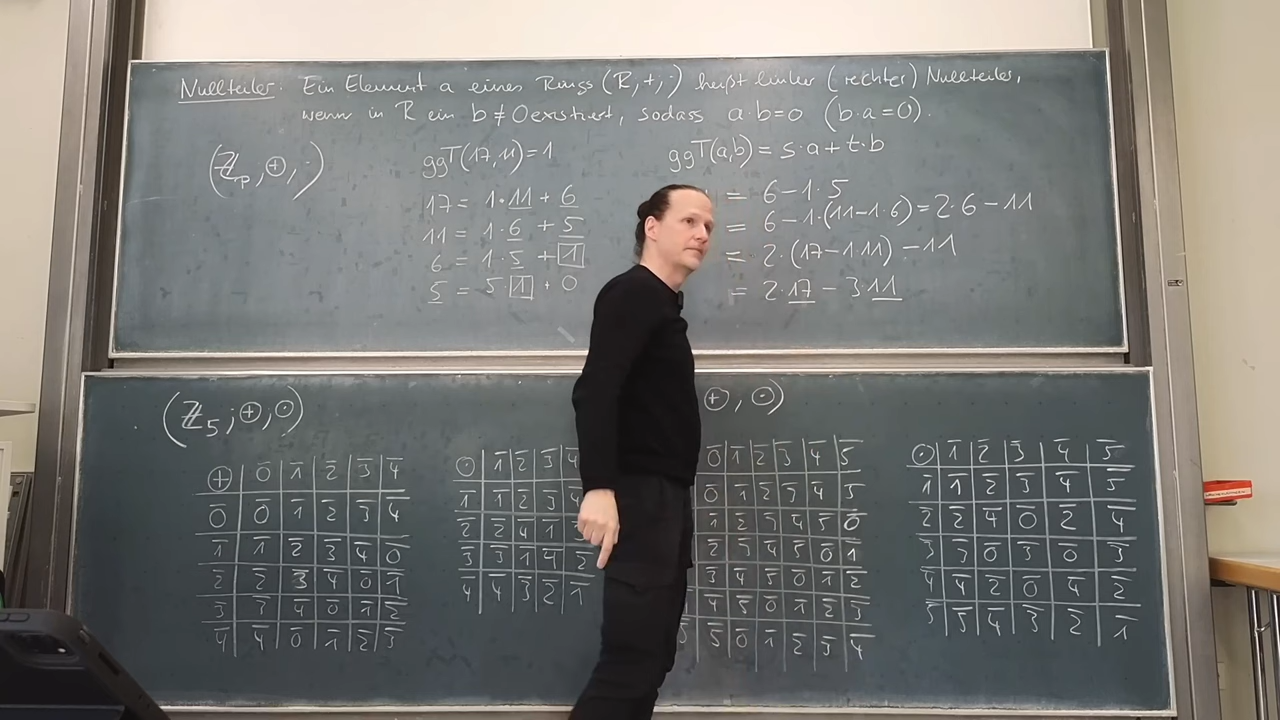 Nullteiler: Ein Element a eines Rings (R,+,·) heißt linker (rechter) Nullteiler,
wenn in R ein b ≠ 0 existiert, sodass a·b=0 (b·a=0).
(ℤp,⊕,·)
ggT(17,11)=1
17 = 1·11 + 6
11 = 1·6 + 5
6 = 1·5 + 1
5 = 5·1 + 0
ggT(a,b) = s·a + t·b
= 6-1·5
= 6-1·(11-1·6) = 2·6-11
= 2·(17-1·11) -11
= 2·17 - 3·11
(ℤ5,⊕,⊙)
⊕ 0̄ 1̄ 2̄ 3̄ 4̄
0̄ 0̄ 1̄ 2̄ 3̄ 4̄
1̄ 1̄ 2̄ 3̄ 4̄ 0̄
2̄ 2̄ 3̄ 4̄ 0̄ 1̄
3̄ 3̄ 4̄ 0̄ 1̄ 2̄
4̄ 4̄ 0̄ 1̄ 2̄ 3̄
⊙ 1̄ 2̄ 3̄ 4̄
1̄ 1̄ 2̄ 3̄ 4̄
2̄ 2̄ 4̄ 1̄
3̄ 3̄ 1̄ 4̄ 2̄
4̄ 4̄ 3̄ 2̄ 1̄
⊕, ⊙)
0̄ 1̄ 2̄ 3̄ 4̄ 5̄
0̄ 1̄ 2̄ 3̄ 4̄ 5̄
1̄ 2̄ 3̄ 4̄ 5̄ 0̄
2̄ 3̄ 4̄ 5̄ 0̄ 1̄
3̄ 4̄ 5̄ 0̄ 1̄ 2̄
4̄ 5̄ 0̄ 1̄ 2̄ 3̄
5̄ 5̄ 0̄ 1̄ 2̄ 3̄ 4̄
⊙ 1̄ 2̄ 3̄ 4̄ 5̄
1̄ 1̄ 2̄ 3̄ 4̄ 5̄
2̄ 2̄ 4̄ 0̄ 2̄ 4̄
3̄ 3̄ 0̄ 3̄ 0̄ 3̄
4̄ 4̄ 2̄ 0̄ 4̄ 2̄
5̄ 5̄ 4̄ 3̄ 2̄ 1̄